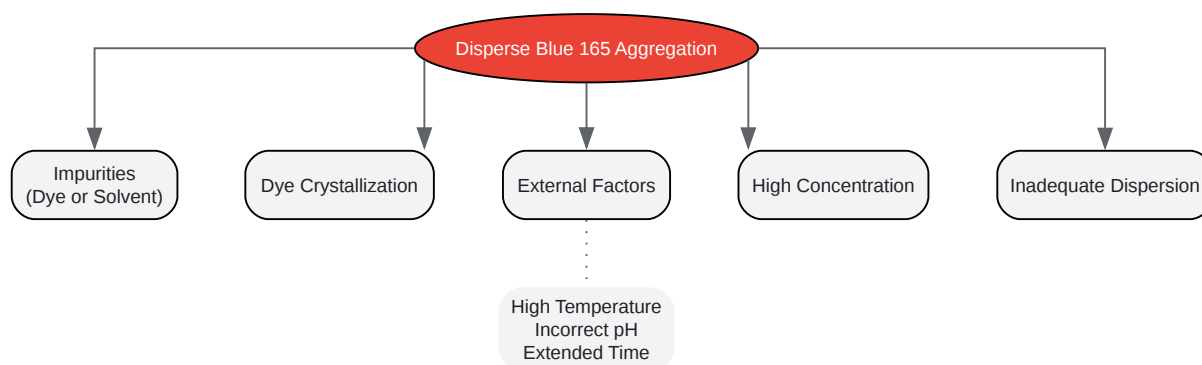 Disperse Blue 165 Aggregation
Impurities
(Dye or Solvent)
Dye Crystallization
External Factors
High Concentration
Inadequate Dispersion
High Temperature
Incorrect pH
Extended Time